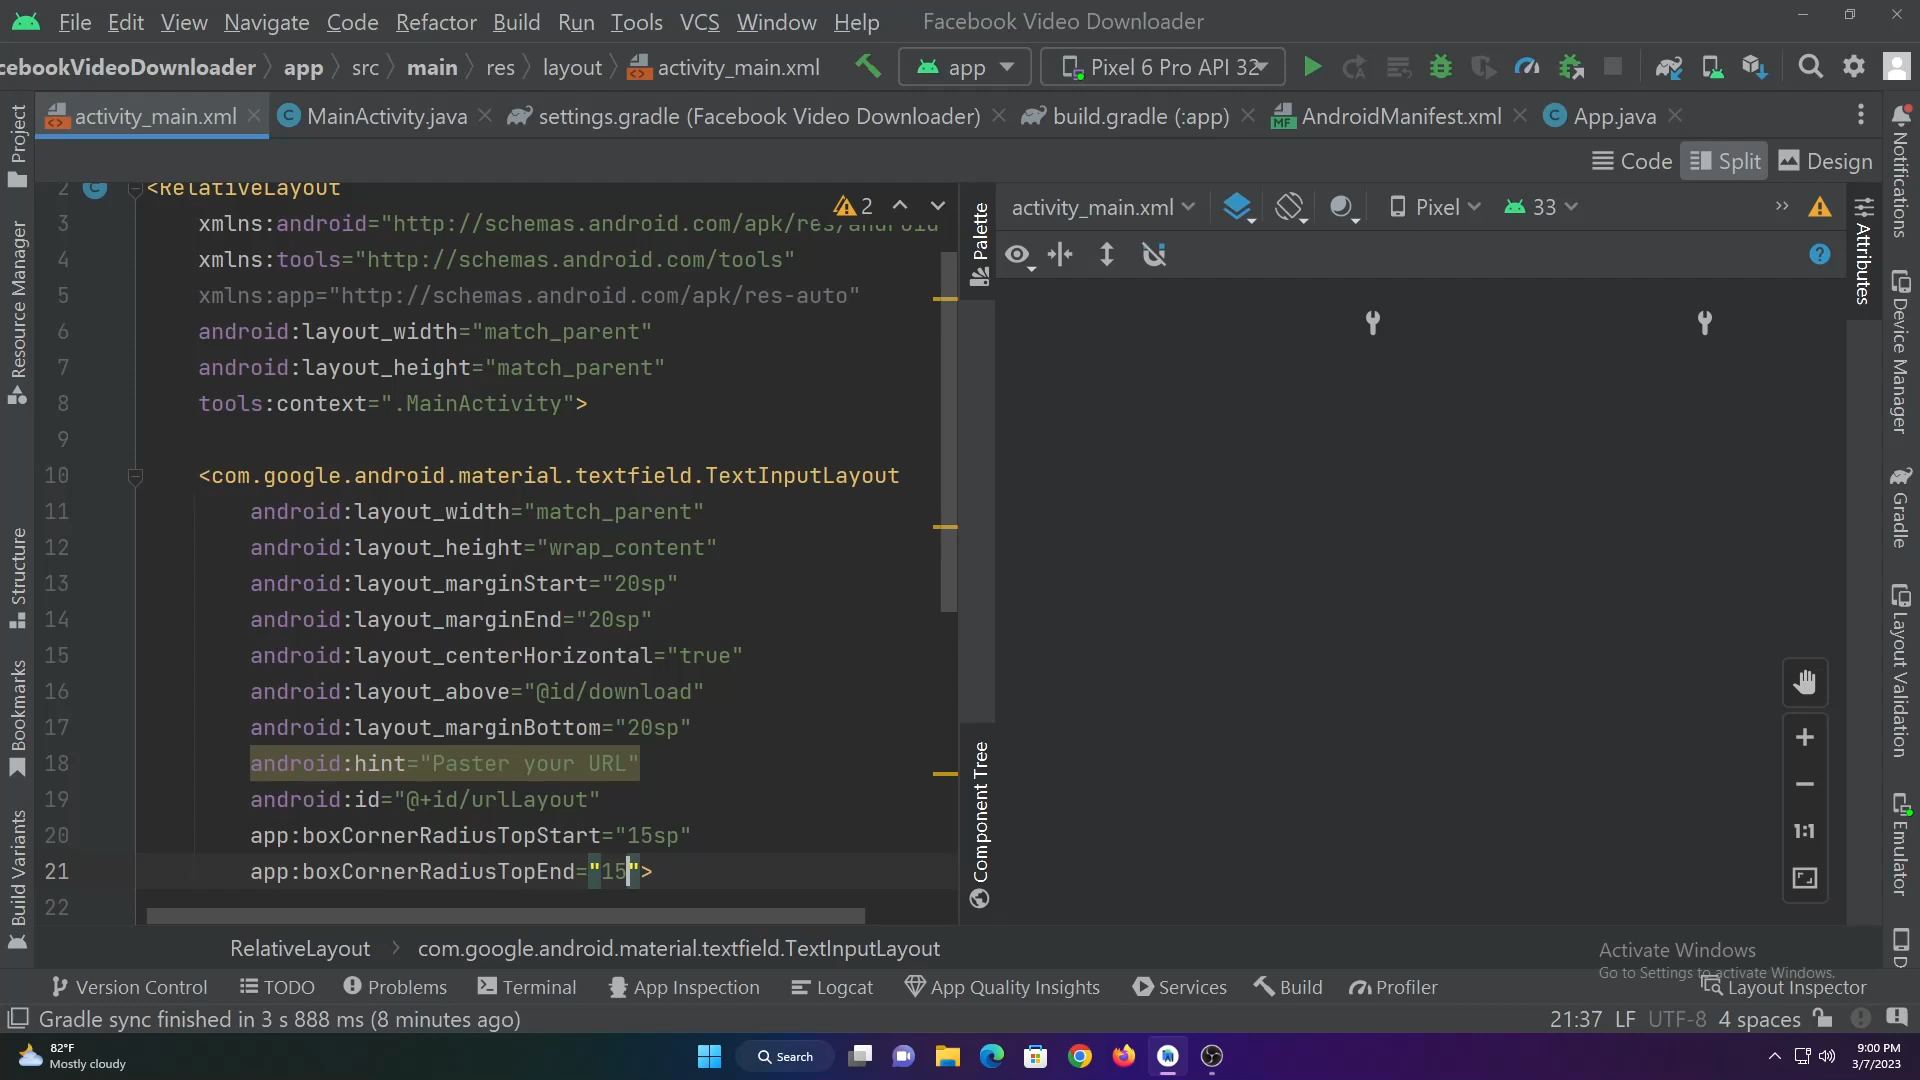 File Edit View Navigate Code Refactor Build Run Tools VCS Window Help Facebook Video Downloader
cebookVideoDownloader app src main res layout activity_main.xml app Pixel 6 Pro API 32
activity_main.xml MainActivity.java settings.gradle (Facebook Video Downloader) build.gradle (:app) AndroidManifest.xml App.java
Code Split Design
2 <RelativeLayout
2
3 xmlns:android="http://schemas.android.com/apk/res/android
4 xmlns:tools="http://schemas.android.com/tools"
5 xmlns:app="http://schemas.android.com/apk/res-auto"
6 android:layout_width="match_parent"
7 android:layout_height="match_parent"
8 tools:context=".MainActivity">
9
10 <com.google.android.material.textfield.TextInputLayout
11 android:layout_width="match_parent"
12 android:layout_height="wrap_content"
13 android:layout_marginStart="20sp"
14 android:layout_marginEnd="20sp"
15 android:layout_centerHorizontal="true"
16 android:layout_above="@id/download"
17 android:layout_marginBottom="20sp"
18 android:hint="Paster your URL"
19 android:id="@+id/urlLayout"
20 app:boxCornerRadiusTopStart="15sp"
21 app:boxCornerRadiusTopEnd="15">
22
RelativeLayout com.google.android.material.textfield.TextInputLayout
Project
Resource Manager
Structure
Bookmarks
Build Variants
Palette
Component Tree
activity_main.xml Pixel 33
1:1
Attributes
Notifications
Device Manager
Gradle
Layout Validation
Emulator
D
Activate Windows
Go to Settings to activate Windows.
Version Control TODO Problems Terminal App Inspection Logcat App Quality Insights Services Build Profiler Layout Inspector
Gradle sync finished in 3 s 888 ms (8 minutes ago) 21:37 LF UTF-8 4 spaces
82°F
Mostly cloudy
Search
9:00 PM
3/7/2023